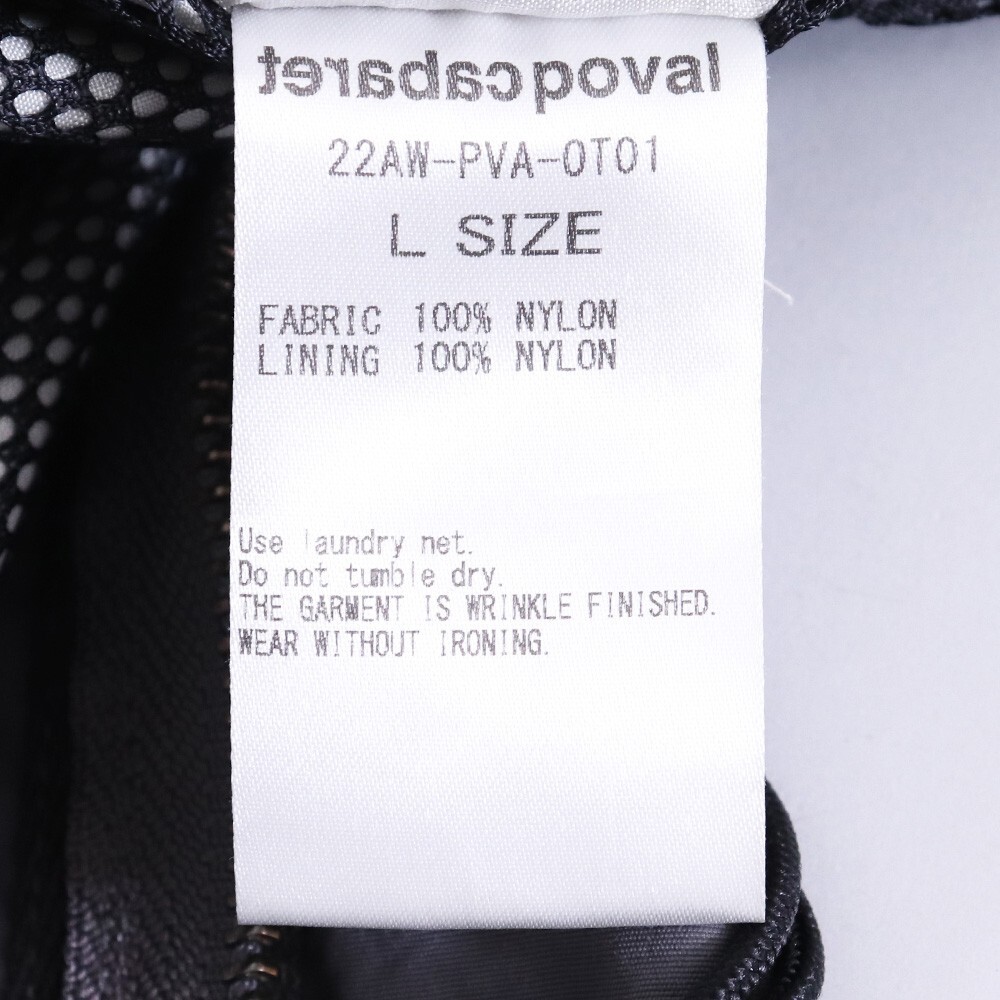 lavoqcabaret
22AW-PVA-OT01
L SIZE
FABRIC 100% NYLON
LINING 100% NYLON
Use laundry net.
Do not tumble dry.
THE GARMENT IS WRINKLE FINISHED.
WEAR WITHOUT IRONING.